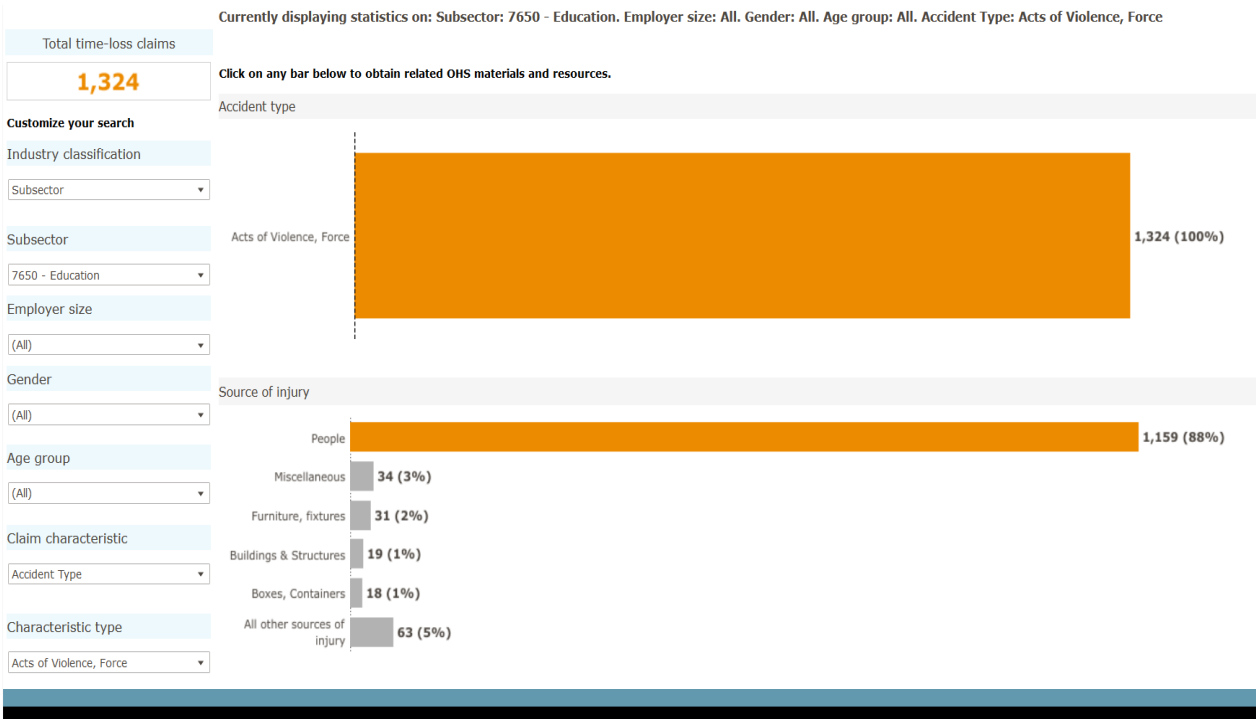 Currently displaying statistics on: Subsector: 7650 - Education. Employer size: All. Gender: All. Age group: All. Accident Type: Acts of Violence, Force
Total time-loss claims
1,324
Customize your search
Industry classification
Subsector
Subsector
7650 - Education
Employer size
(All)
Gender
(All)
Age group
(All)
Claim characteristic
Accident Type
Characteristic type
Acts of Violence, Force
Click on any bar below to obtain related OHS materials and resources.
Accident type
Acts of Violence, Force 1,324 (100%)
Source of injury
People 1,159 (88%)
Miscellaneous 34 (3%)
Furniture, fixtures 31 (2%)
Buildings & Structures 19 (1%)
Boxes, Containers 18 (1%)
All other sources of
injury 63 (5%)